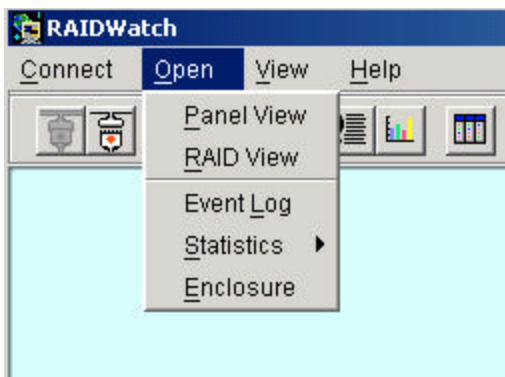 RAIDWatch
Connect Open View Help
Panel View
RAID View
Event Log
Statistics
Enclosure